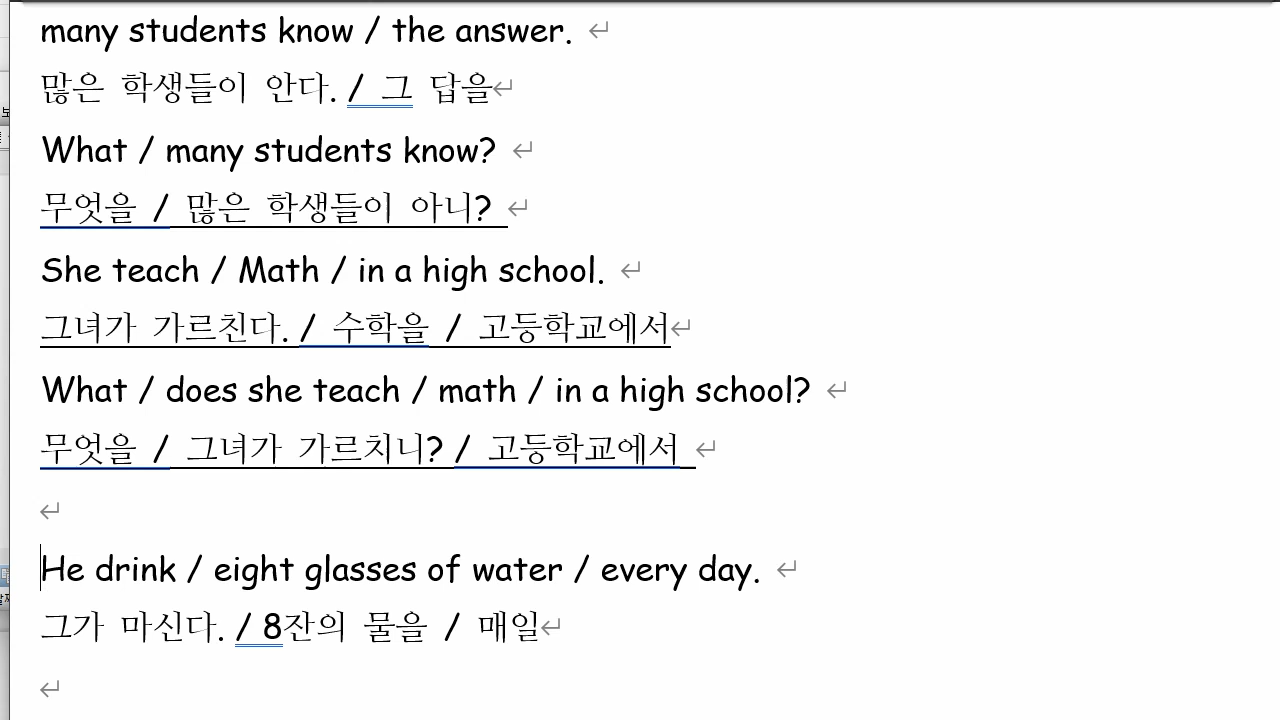 many students know / the answer.
많은 학생들이 안다. / 그 답을
What / many students know?
무엇을 / 많은 학생들이 아니?
She teach / Math / in a high school.
그녀가 가르친다. / 수학을 / 고등학교에서
What / does she teach / math / in a high school?
무엇을 / 그녀가 가르치니? / 고등학교에서
He drink / eight glasses of water / every day.
그가 마신다. / 8잔의 물을 / 매일